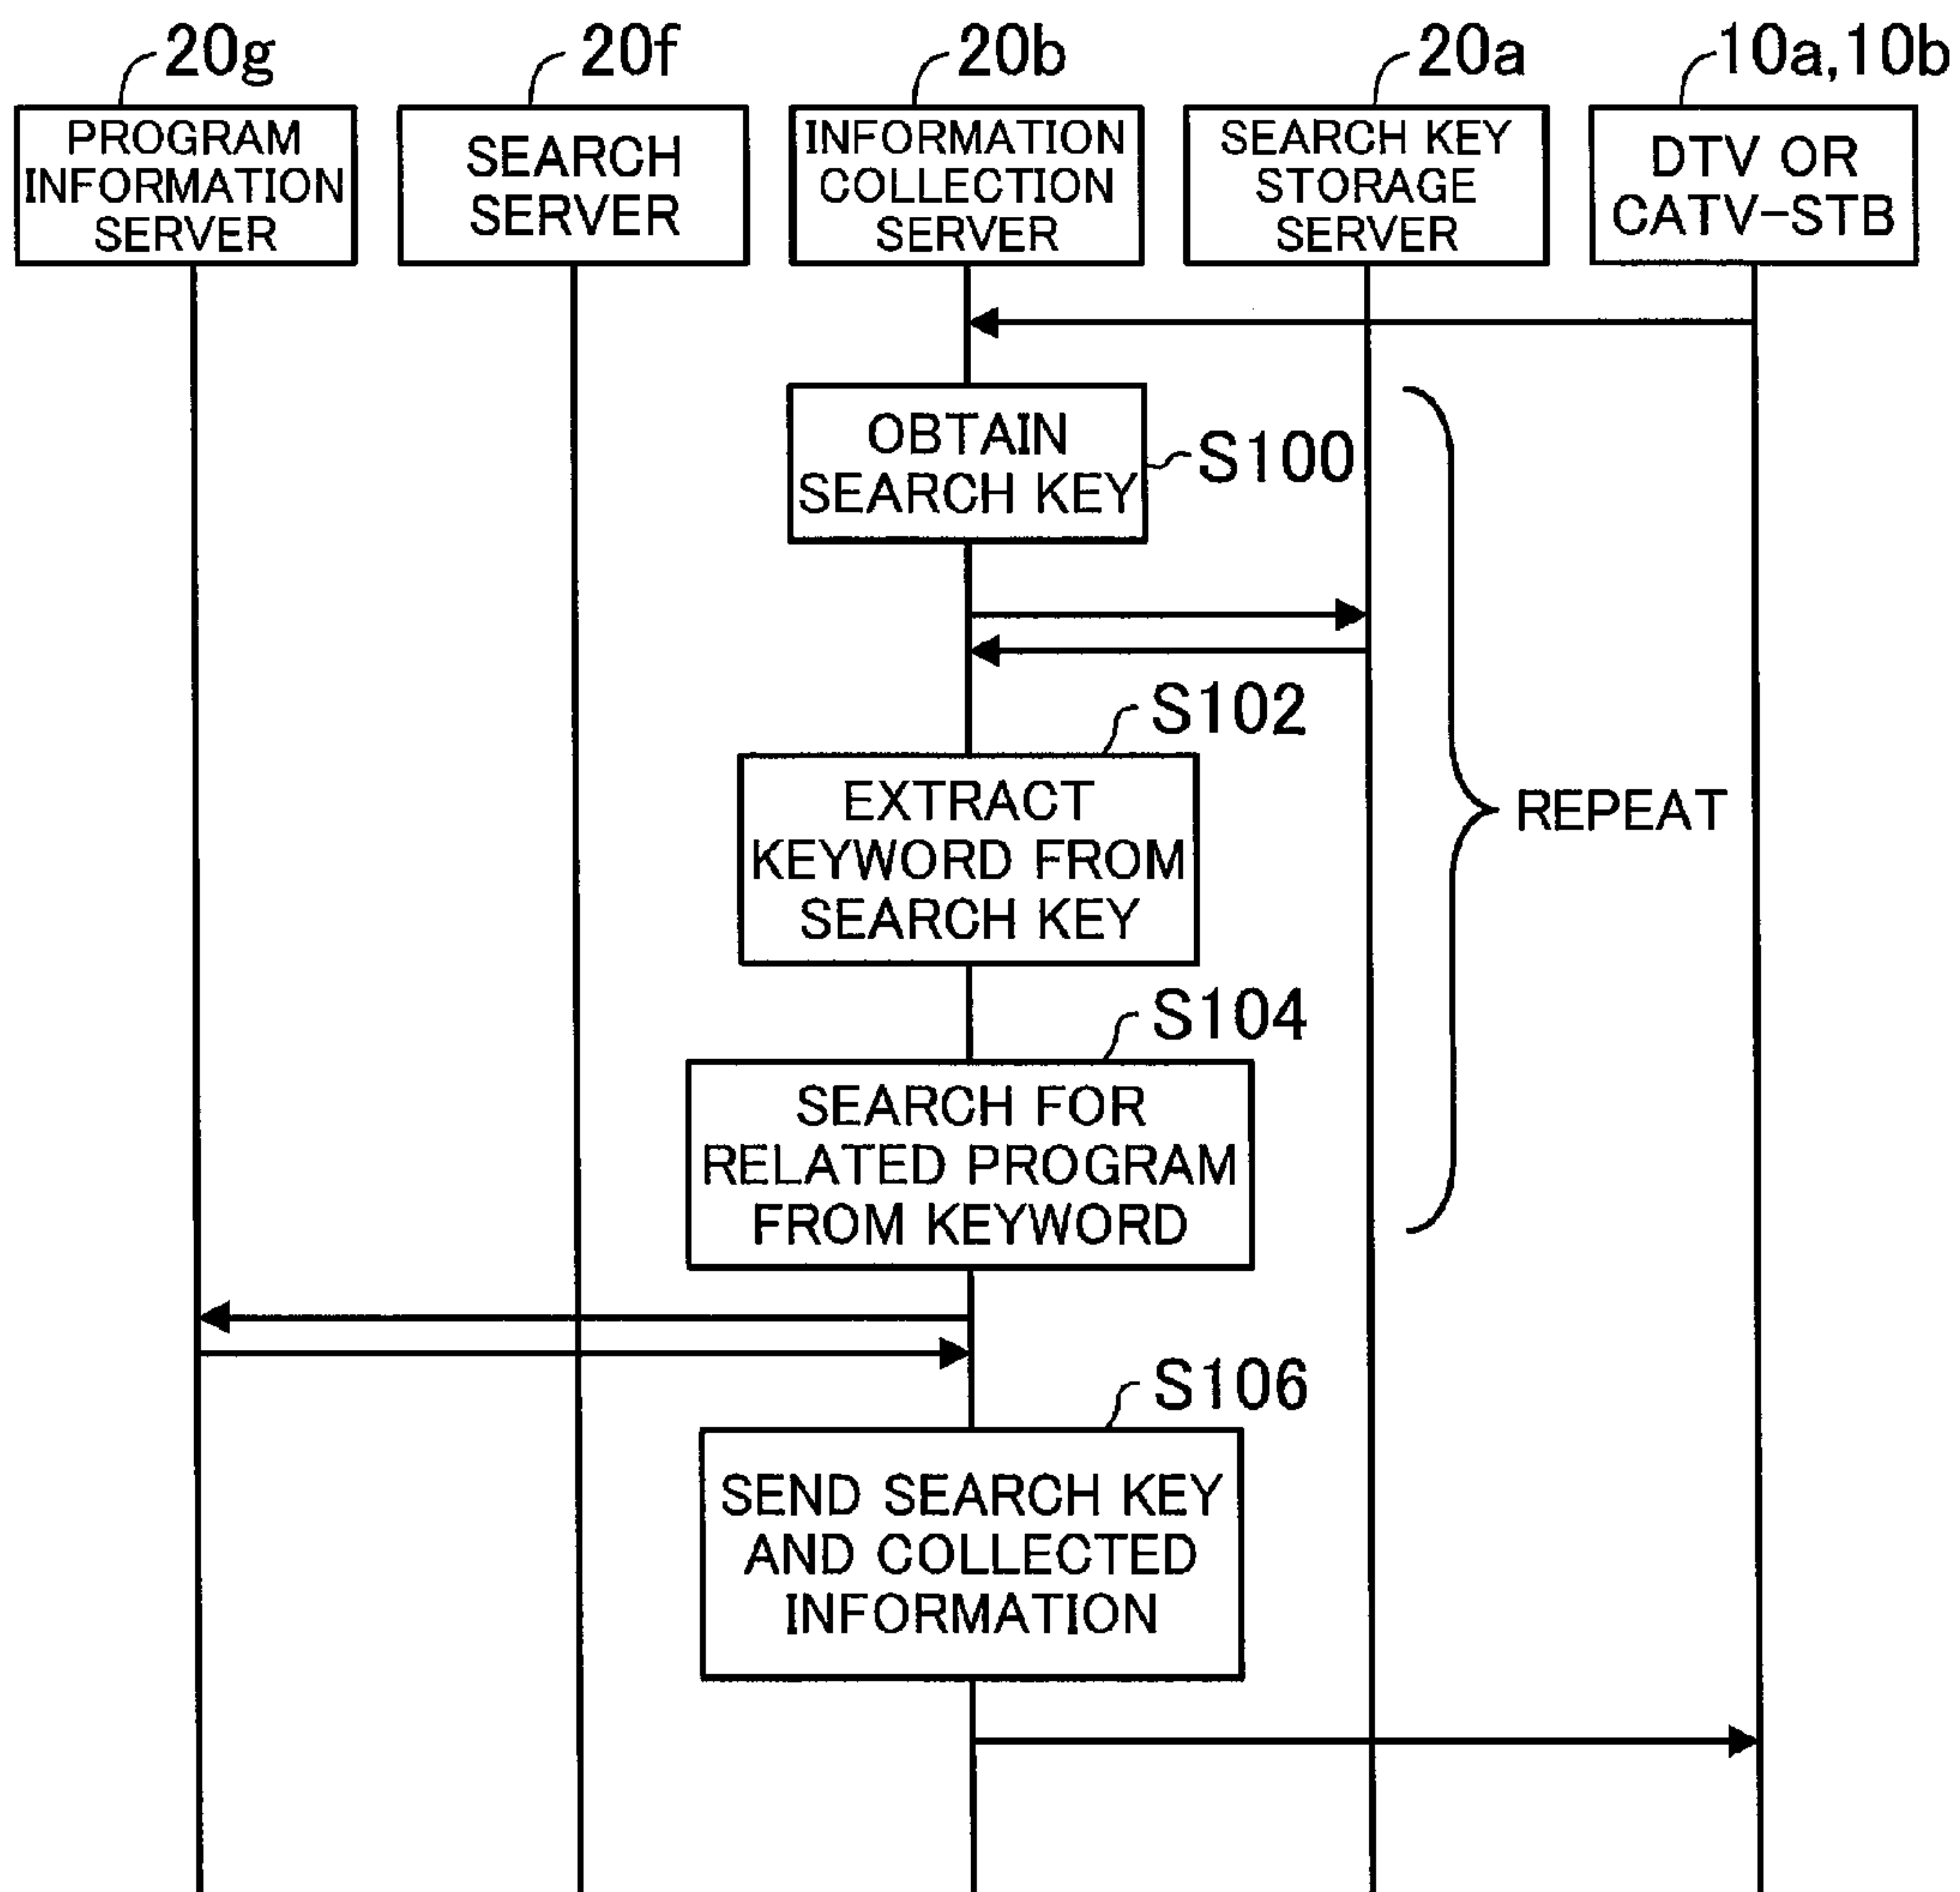 20g
20f
20b
20a
10a,10b
PROGRAM
INFORMATION
SERVER
SEARCH
SERVER
INFORMATION
COLLECTION
SERVER
SEARCH KEY
STORAGE
SERVER
DTV OR
CATV-STB
OBTAIN
SEARCH KEY
S100
S102
EXTRACT
KEYWORD FROM
SEARCH KEY
REPEAT
S104
SEARCH FOR
RELATED PROGRAM
FROM KEYWORD
S106
SEND SEARCH KEY
AND COLLECTED
INFORMATION